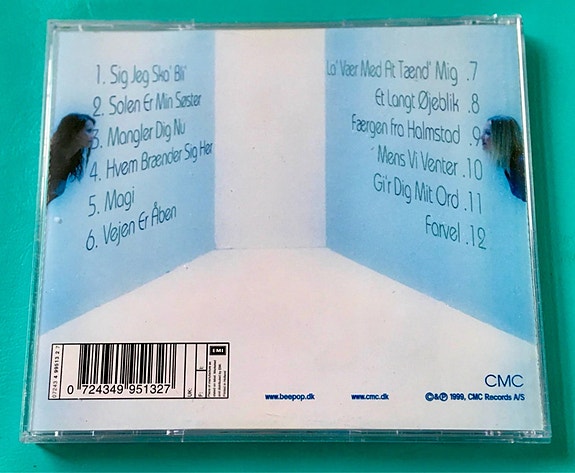 1. Sig Jeg Ska' Bli'
2. Solen Er Min Søster
3. Mangler Dig Nu
4. Hvem Brænder Sig Her
5. Magi
6. Vejen Er Åben
La' Vær Med At Tænd' Mig .7
Et Langt Øjeblik .8
Færgen fra Halmstad .9
Mens Vi Venter .10
Gi'r Dig Mit Ord .11
Farvel .12
0 724349 951327
EMI
www.beepop.dk
www.cmc.dk
CMC
©&℗ 1999, CMC Records A/S